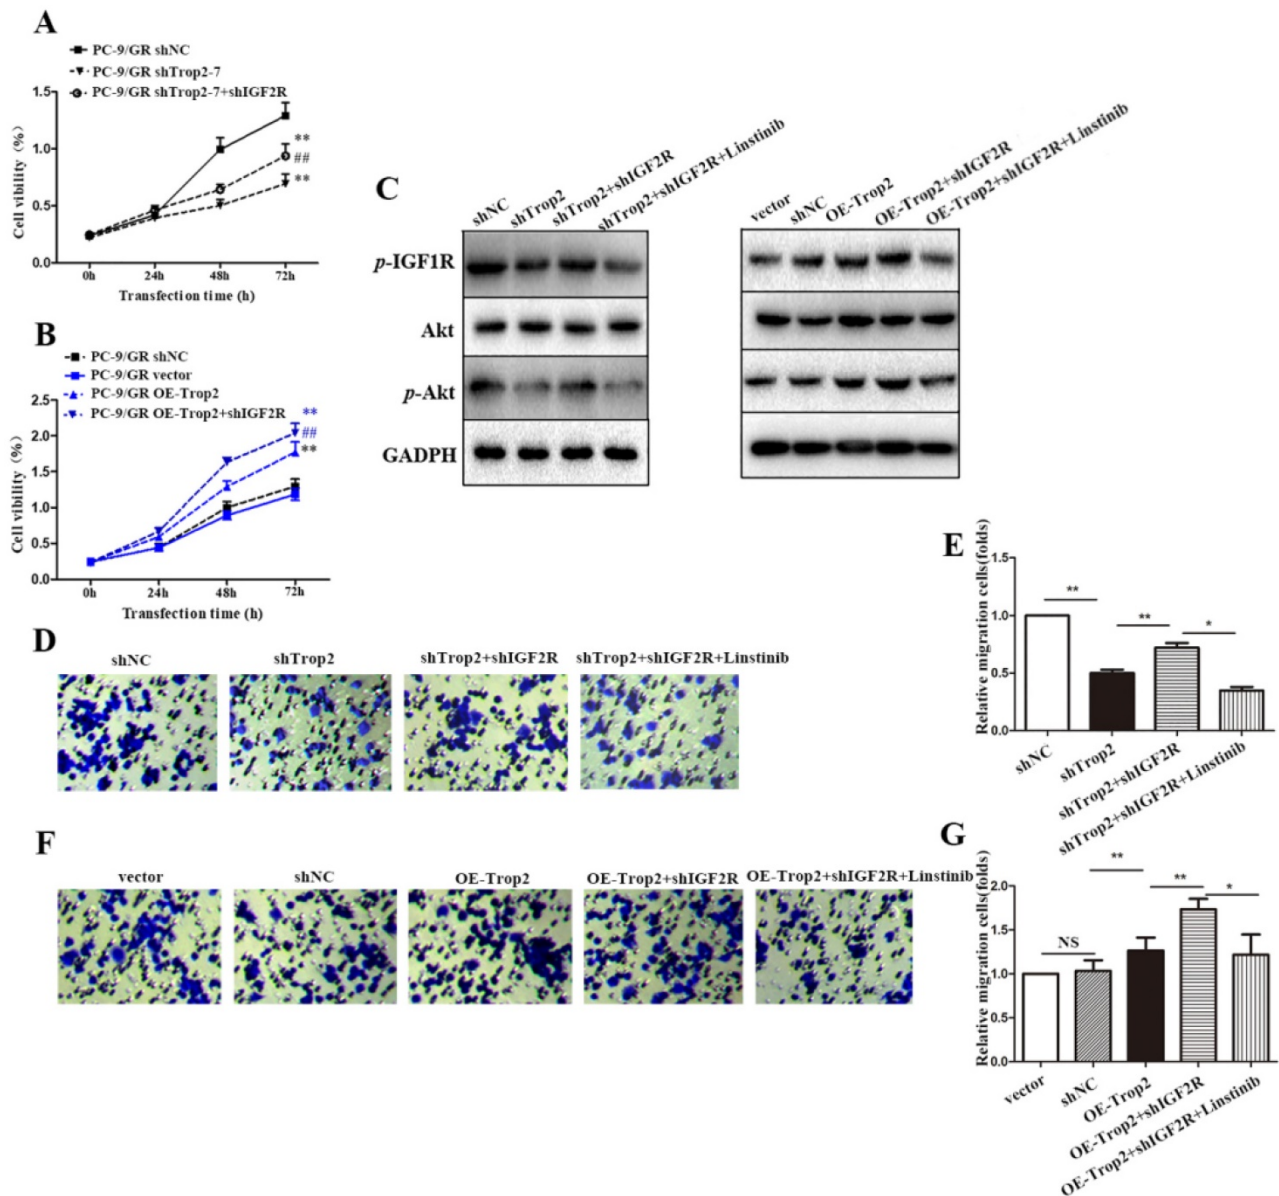 A
PC-9/GR shNC
PC-9/GR shTrop2-7
PC-9/GR shTrop2-7+shIGF2R
Cell vibility (%)
1.5
1.0
0.5
0.0
**
##
**
0h 24h 48h 72h
Transfection time (h)
B
PC-9/GR shNC
PC-9/GR vector
PC-9/GR OE-Trop2
PC-9/GR OE-Trop2+shIGF2R
Cell vibility (%)
2.5
2.0
1.5
1.0
0.5
0.0
**
##
**
0h 24h 48h 72h
Transfection time (h)
C
shNC
shTrop2
shTrop2+shIGF2R
shTrop2+shIGF2R+Linstinib
vector
shNC
OE-Trop2
OE-Trop2+shIGF2R
OE-Trop2+shIGF2R+Linstinib
p-IGF1R
Akt
p-Akt
GADPH
D
shNC shTrop2 shTrop2+shIGF2R shTrop2+shIGF2R+Linstinib
E
Relative migration cells(folds)
1.5
1.0
0.5
0.0
** ** *
shNC
shTrop2
shTrop2+shIGF2R
shTrop2+shIGF2R+Linstinib
F
vector shNC OE-Trop2 OE-Trop2+shIGF2R OE-Trop2+shIGF2R+Linstinib
G
Relative migration cells(folds)
2.0
1.5
1.0
0.5
0.0
NS ** ** *
vector
shNC
OE-Trop2
OE-Trop2+shIGF2R
OE-Trop2+shIGF2R+Linstinib